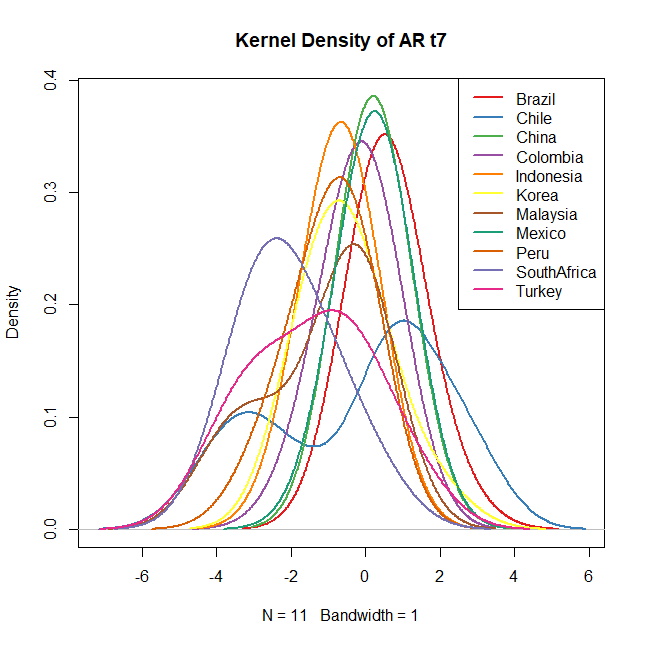 Kernel Density of AR t7
0.4
0.3
0.2
0.1
0.0
Density
-6 -4 -2 0 2 4 6
N = 11 Bandwidth = 1
Brazil
Chile
China
Colombia
Indonesia
Korea
Malaysia
Mexico
Peru
SouthAfrica
Turkey